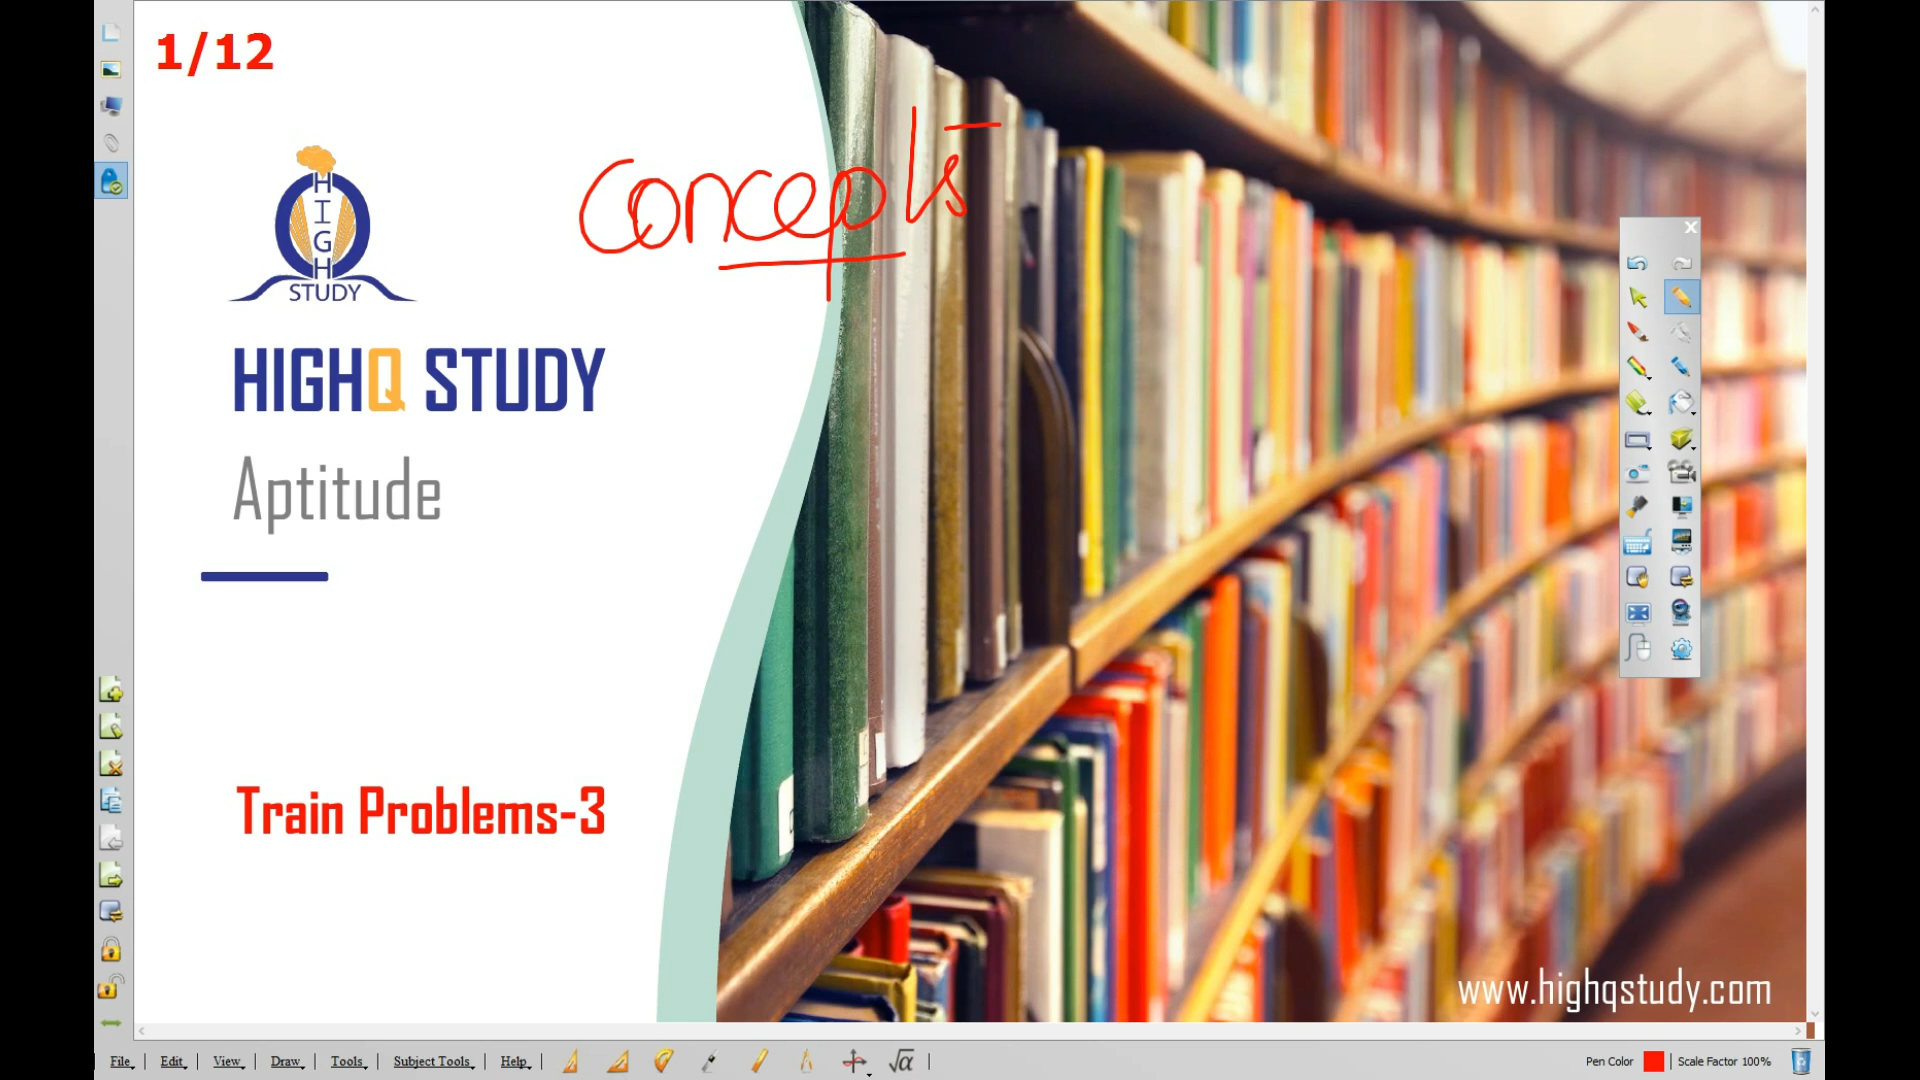 1/12
concepts
HIGH
STUDY
HIGHQ STUDY
Aptitude
Train Problems-3
www.highqstudy.com
File Edit View Draw Tools Subject Tools Help √α Pen Color Scale Factor 100%